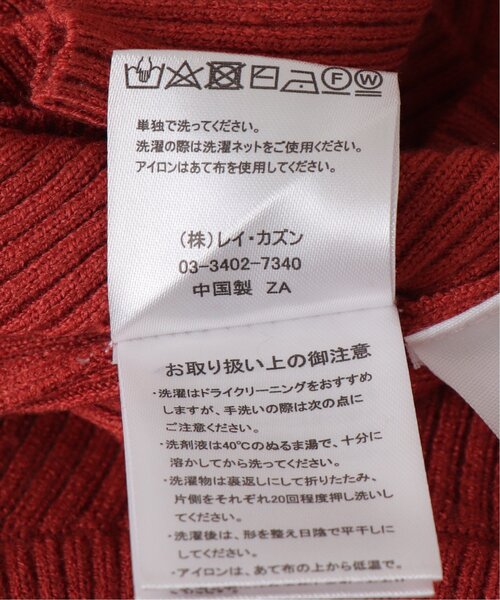 単独で洗ってください。
洗濯の際は洗濯ネットをご使用ください。
アイロンはあて布を使用してください。
(株)レイ・カズン
03-3402-7340
中国製 ZA
お取り扱い上の御注意
・洗濯はドライクリーニングをおすすめ
しますが、手洗いの際は次の点に
ご注意ください。
・洗剤液は40℃のぬるま湯で、十分に
溶かしてから洗ってください。
・洗濯物は裏返しにして折りたたみ、
片側をそれぞれ20回程度押し洗いし
てください。
・洗濯後は、形を整え日陰で平干しに
してください。
・アイロンは、あて布の上から低温で。